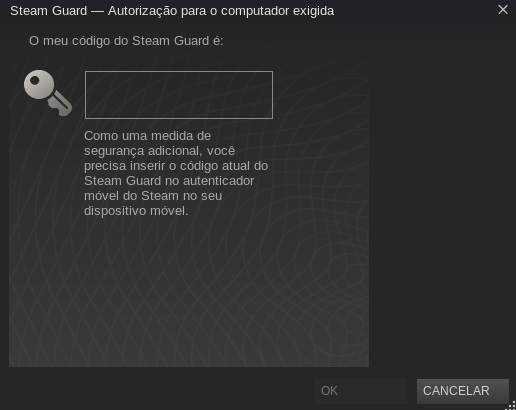 Steam Guard — Autorização para o computador exigida
O meu código do Steam Guard é:
Como uma medida de
segurança adicional, você
precisa inserir o código atual do
Steam Guard no autenticador
móvel do Steam no seu
dispositivo móvel.
OK
CANCELAR